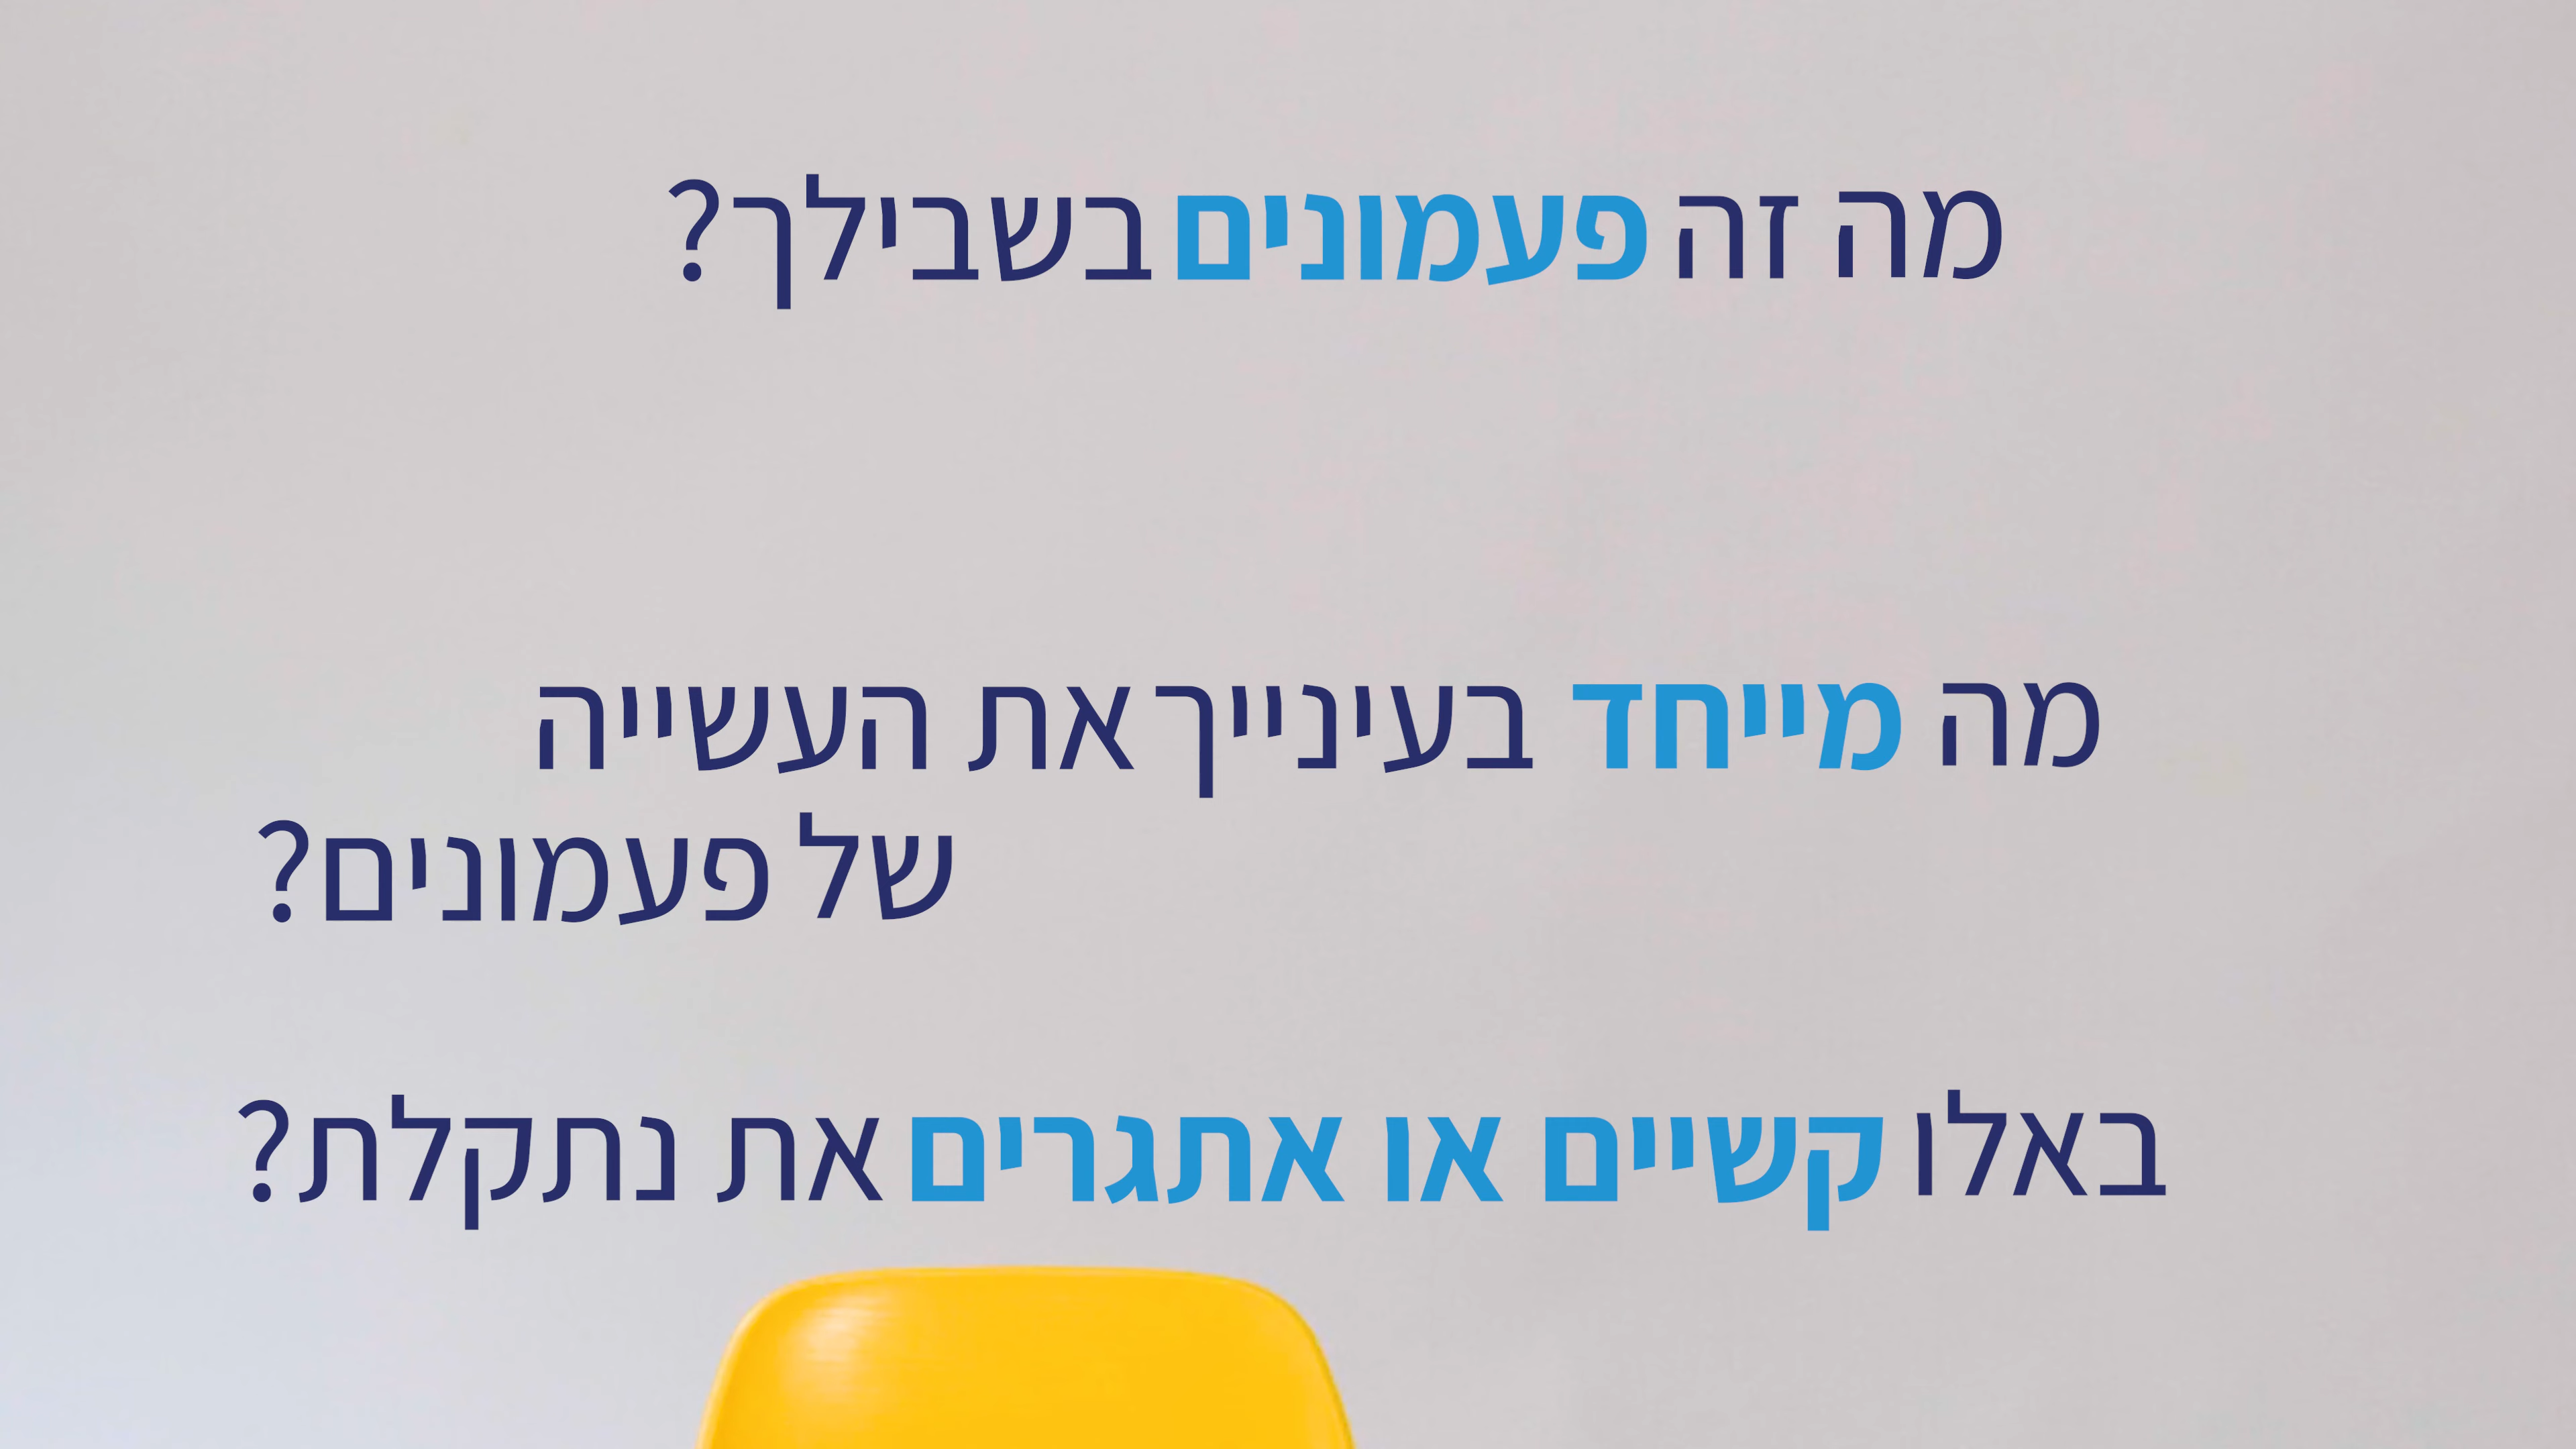 מה זה פעמונים בשבילך?
מה מייחד בעינייך את העשייה
של פעמונים?
באלו קשיים או אתגרים את נתקלת?